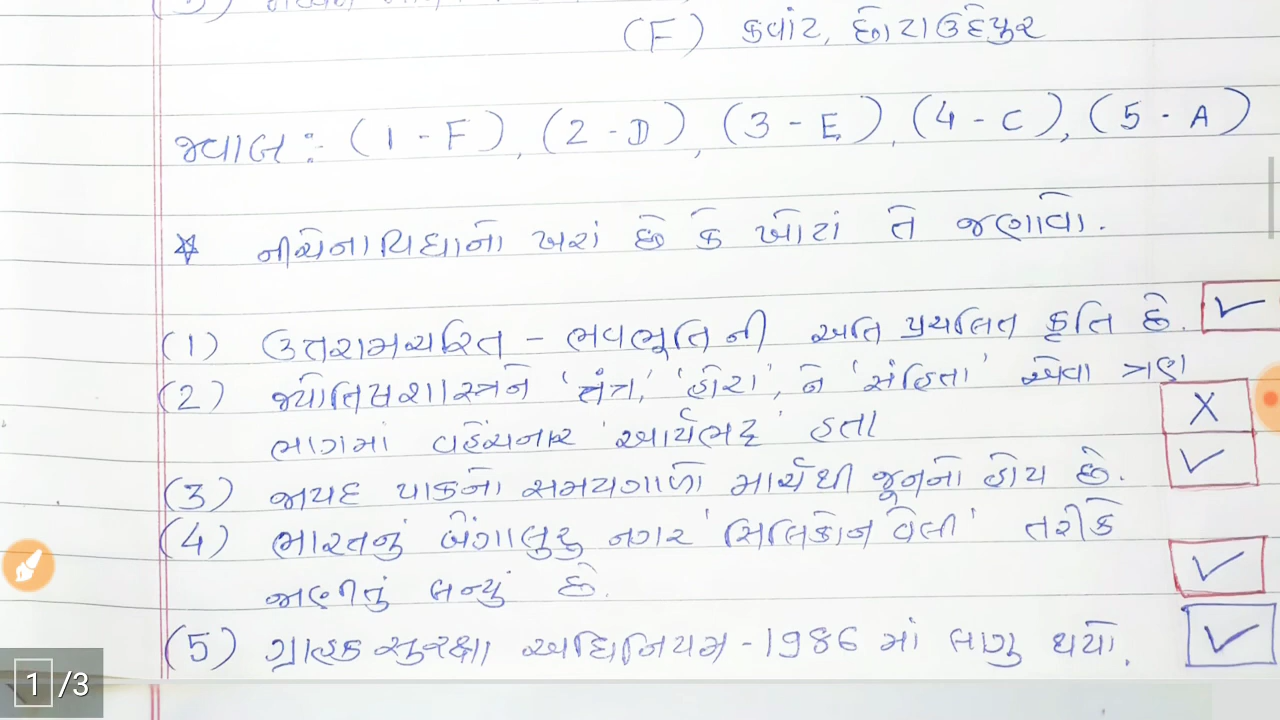 (F) કવાંટ, છોટાઉદેપુર
જવાબ :- (1 - F), (2 - D), (3 - E), (4 - C), (5 - A)
નીચેના વિધાનો ખરાં છે કે ખોટાં તે જણાવો.
(1) ઉત્તરામચરિત - ભવભૂતિ ની અતિ પ્રચલિત કૃતિ છે. ✓
(2) જ્યોતિષશાસ્ત્રને 'તંત્ર', 'હોરા', ને 'સંહિતા' એવા ત્રણ
ભાગમાં વહેંચનાર 'આર્યભટ્ટ' હતા X
(3) જાયદ પાકનો સમયગાળો માર્ચથી જૂનનો હોય છે. ✓
(4) ભારતનું બેંગાલુરુ નગર 'સિલિકોન વેલી' તરીકે
જાણીતું બન્યું છે. ✓
(5) ગ્રાહક સુરક્ષા અધિનિયમ - 1986 માં લાગુ થયો. ✓
1 /3